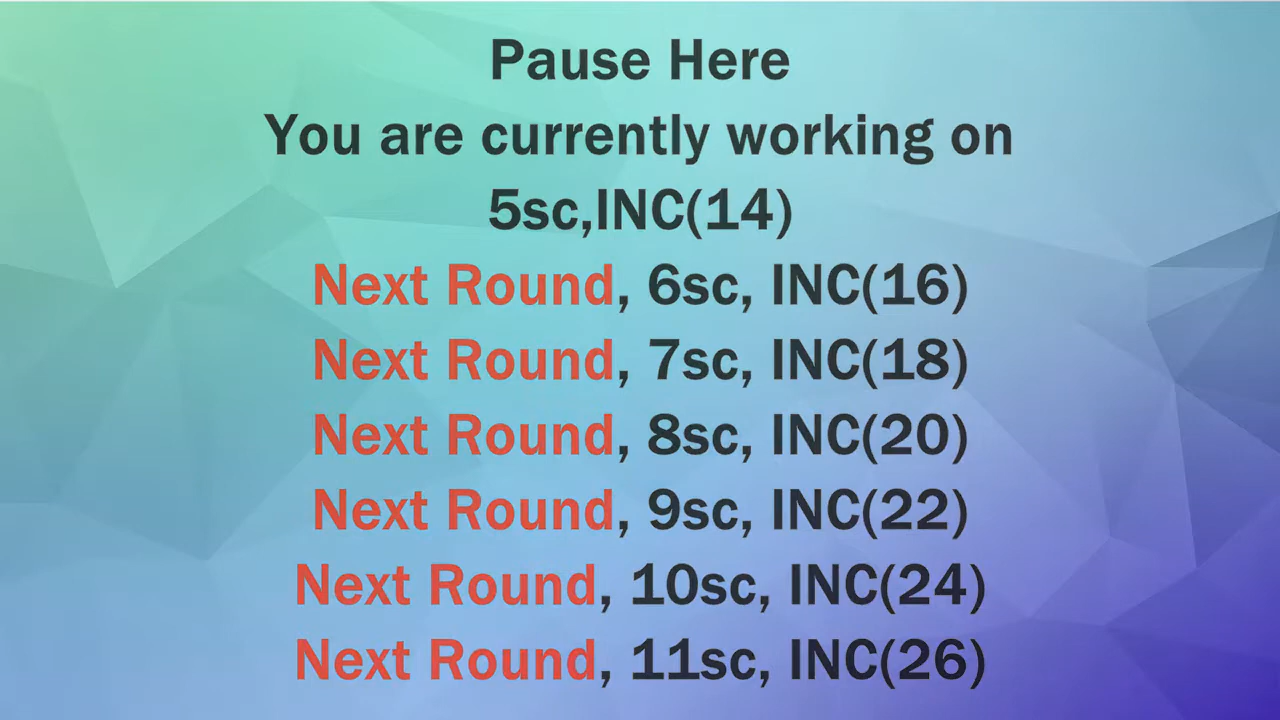 Pause Here
You are currently working on
5sc,INC(14)
Next Round, 6sc, INC(16)
Next Round, 7sc, INC(18)
Next Round, 8sc, INC(20)
Next Round, 9sc, INC(22)
Next Round, 10sc, INC(24)
Next Round, 11sc, INC(26)